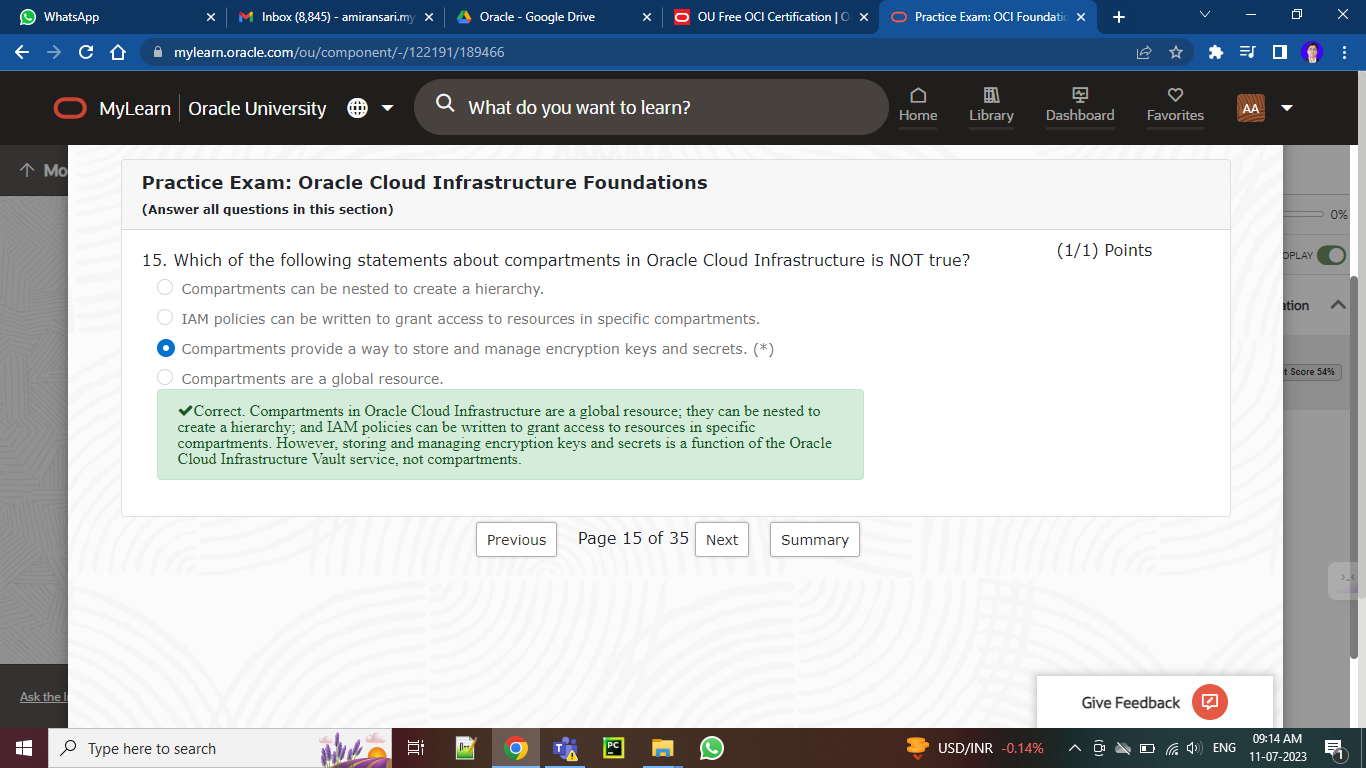 WhatsApp
Inbox (8,845) - amiransari.my
Oracle - Google Drive
OU Free OCI Certification | O
Practice Exam: OCI Foundatic
mylearn.oracle.com/ou/component/-/122191/189466
MyLearn
Oracle University
What do you want to learn?
Home
Library
Dashboard
Favorites
AA
Mo
Practice Exam: Oracle Cloud Infrastructure Foundations
(Answer all questions in this section)
0%
OPLAY
ation
t Score 54%
15. Which of the following statements about compartments in Oracle Cloud Infrastructure is NOT true?
(1/1) Points
Compartments can be nested to create a hierarchy.
IAM policies can be written to grant access to resources in specific compartments.
Compartments provide a way to store and manage encryption keys and secrets. (*)
Compartments are a global resource.
✔Correct. Compartments in Oracle Cloud Infrastructure are a global resource; they can be nested to
create a hierarchy; and IAM policies can be written to grant access to resources in specific
compartments. However, storing and managing encryption keys and secrets is a function of the Oracle
Cloud Infrastructure Vault service, not compartments.
Previous
Page 15 of 35
Next
Summary
Ask the I
Give Feedback
Type here to search
PC
USD/INR -0.14%
ENG
09:14 AM
11-07-2023
1